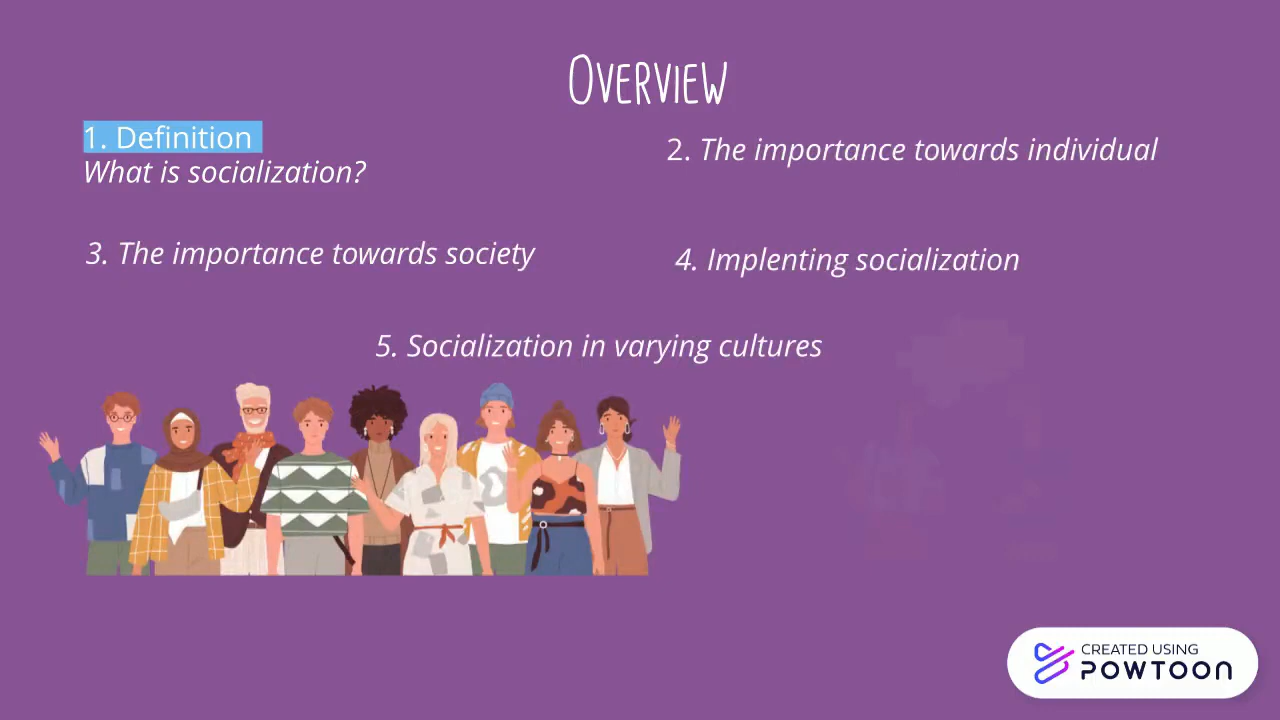 Overview
1. Definition
What is socialization?
2. The importance towards individual
3. The importance towards society
4. Implenting socialization
5. Socialization in varying cultures
CREATED USING
POWTOON